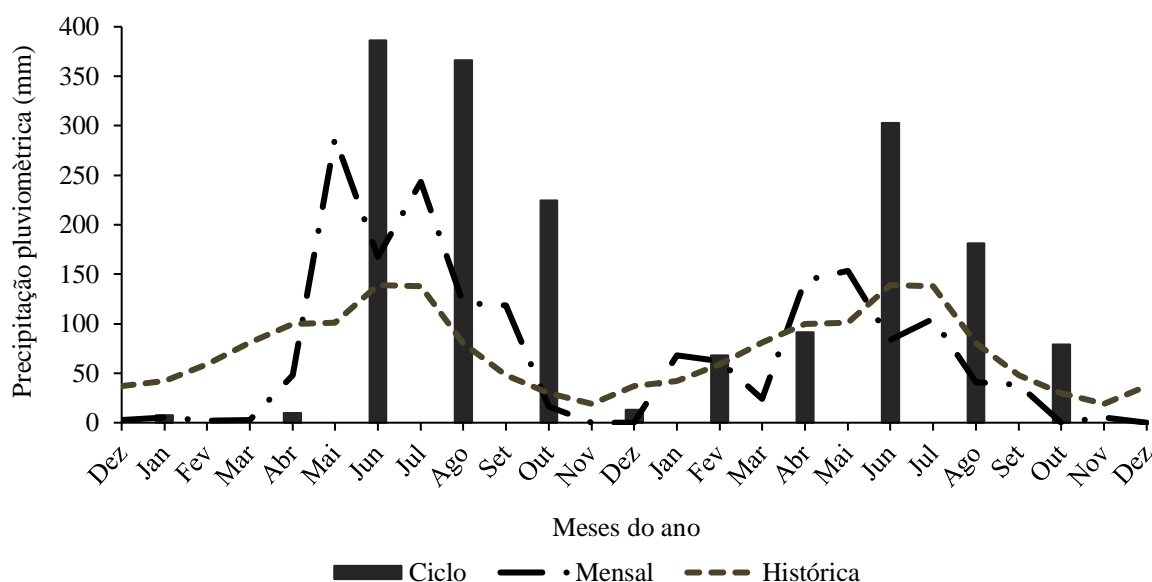 Precipitação pluviomètrica (mm)
400
350
300
250
200
150
100
50
0
Dez Jan Fev Mar Abr Mai Jun Jul Ago Set Out Nov Dez Jan Fev Mar Abr Mai Jun Jul Ago Set Out Nov Dez
Meses do ano
Ciclo Mensal Histórica